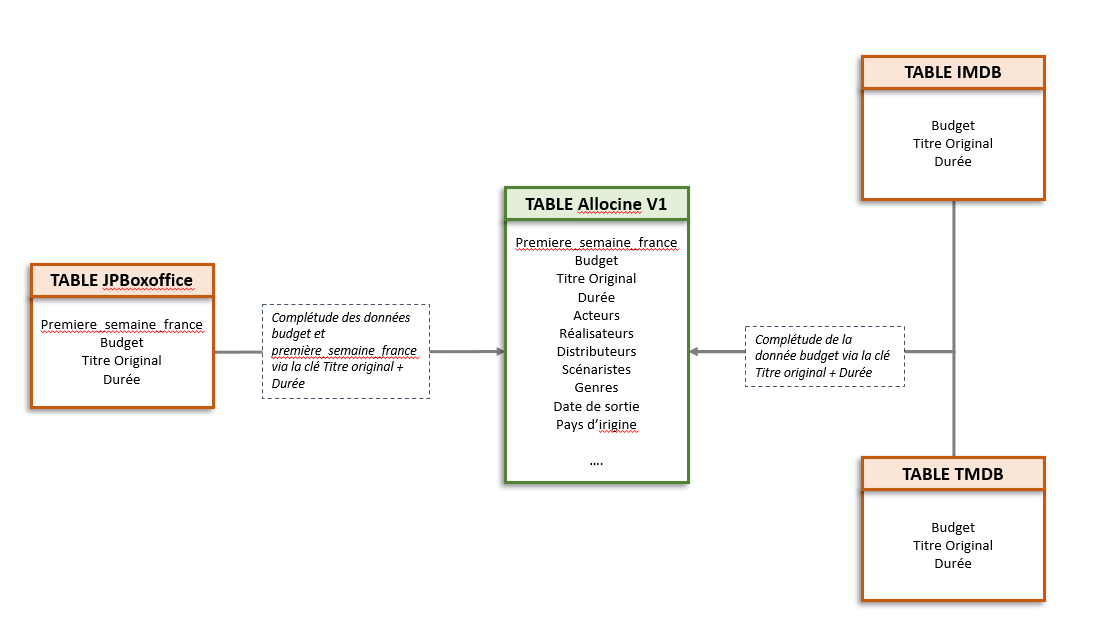 TABLE IMDB
Budget
Titre Original
Durée
TABLE Allocine V1
Premiere_semaine_france
Budget
Titre Original
Durée
Acteurs
Réalisateurs
Distributeurs
Scénaristes
Genres
Date de sortie
Pays d’irigine
....
TABLE JPBoxoffice
Premiere_semaine_france
Budget
Titre Original
Durée
Complétude des données
budget et
première_semaine_france
via la clé Titre original +
Durée
Complétude de la
donnée budget via la clé
Titre original + Durée
TABLE TMDB
Budget
Titre Original
Durée